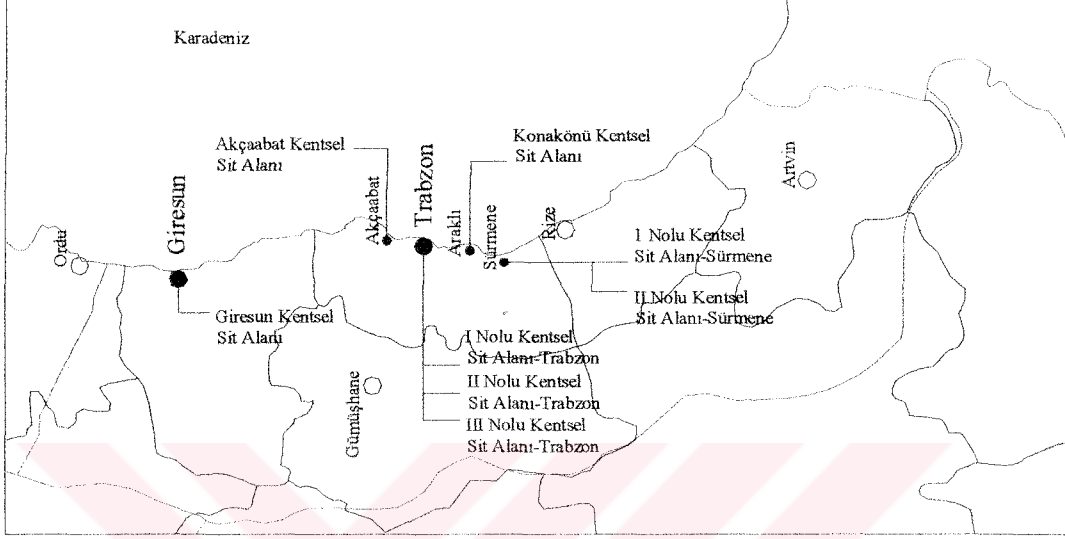 Karadeniz
Akçaabat Kentsel
Sit Alanı
Konakönü Kentsel
Sit Alanı
Ordu
Giresun
Akçaabat
Trabzon
Araklı
Sürmene
Rize
Artvin
Giresun Kentsel
Sit Alanı
1 Nolu Kentsel
Sit Alanı-Sürmene
II Nolu Kentsel
Sit Alanı-Sürmene
Gümüşhane
I Nolu Kentsel
Sit Alanı-Trabzon
II Nolu Kentsel
Sit Alanı-Trabzon
III Nolu Kentsel
Sit Alanı-Trabzon